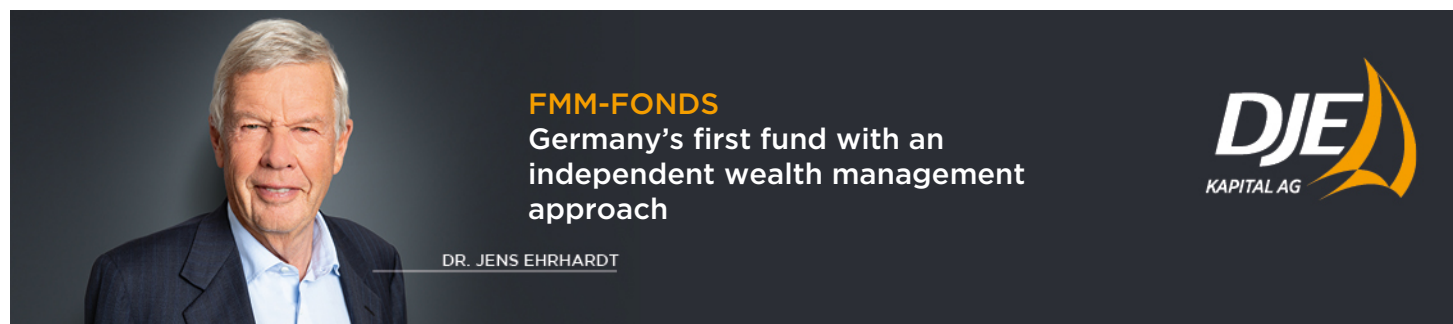 FMM-FONDS
Germany’s first fund with an
independent wealth management
approach
DR. JENS EHRHARDT
DJE
KAPITAL AG